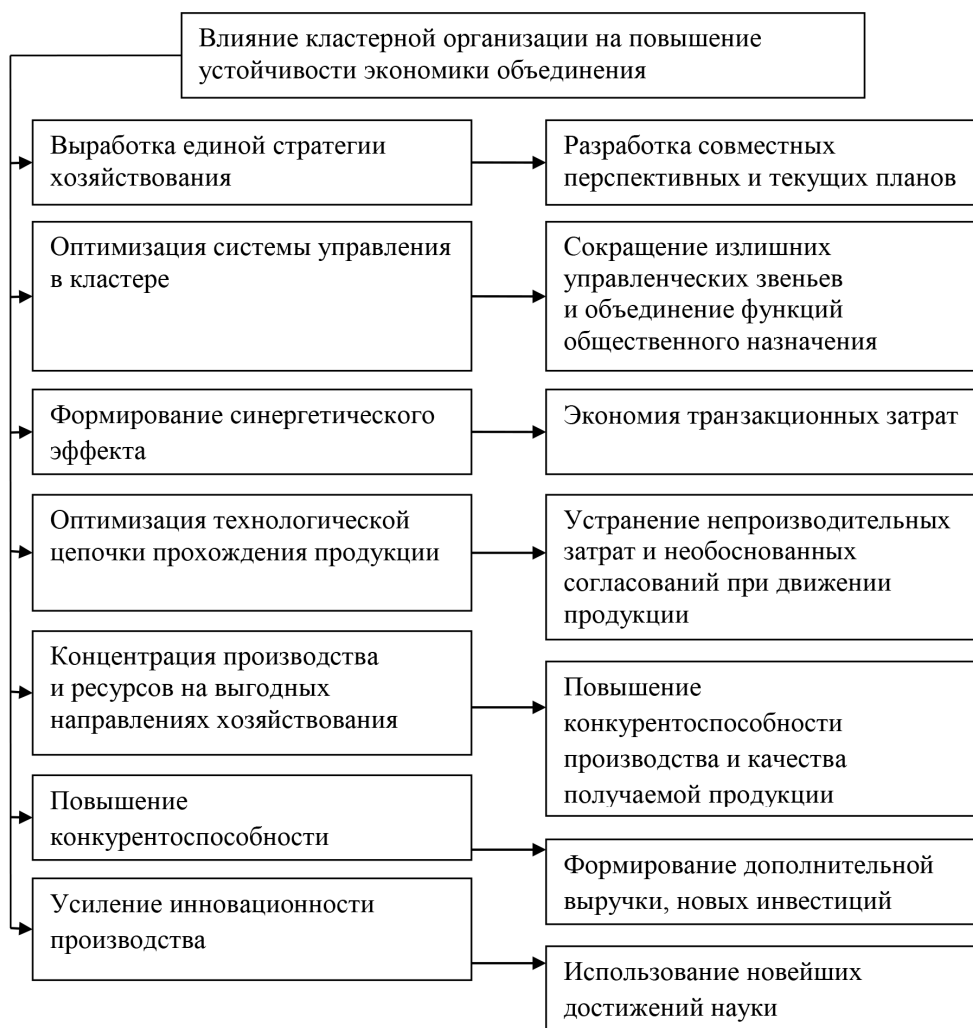 Влияние кластерной организации на повышение
устойчивости экономики объединения
Выработка единой стратегии
хозяйствования
Разработка совместных
перспективных и текущих планов
Оптимизация системы управления
в кластере
Сокращение излишних
управленческих звеньев
и объединение функций
общественного назначения
Формирование синергетического
эффекта
Экономия транзакционных затрат
Оптимизация технологической
цепочки прохождения продукции
Устранение непроизводительных
затрат и необоснованных
согласований при движении
продукции
Концентрация производства
и ресурсов на выгодных
направлениях хозяйствования
Повышение
конкурентоспособности
производства и качества
получаемой продукции
Повышение
конкурентоспособности
Формирование дополнительной
выручки, новых инвестиций
Усиление инновационности
производства
Использование новейших
достижений науки